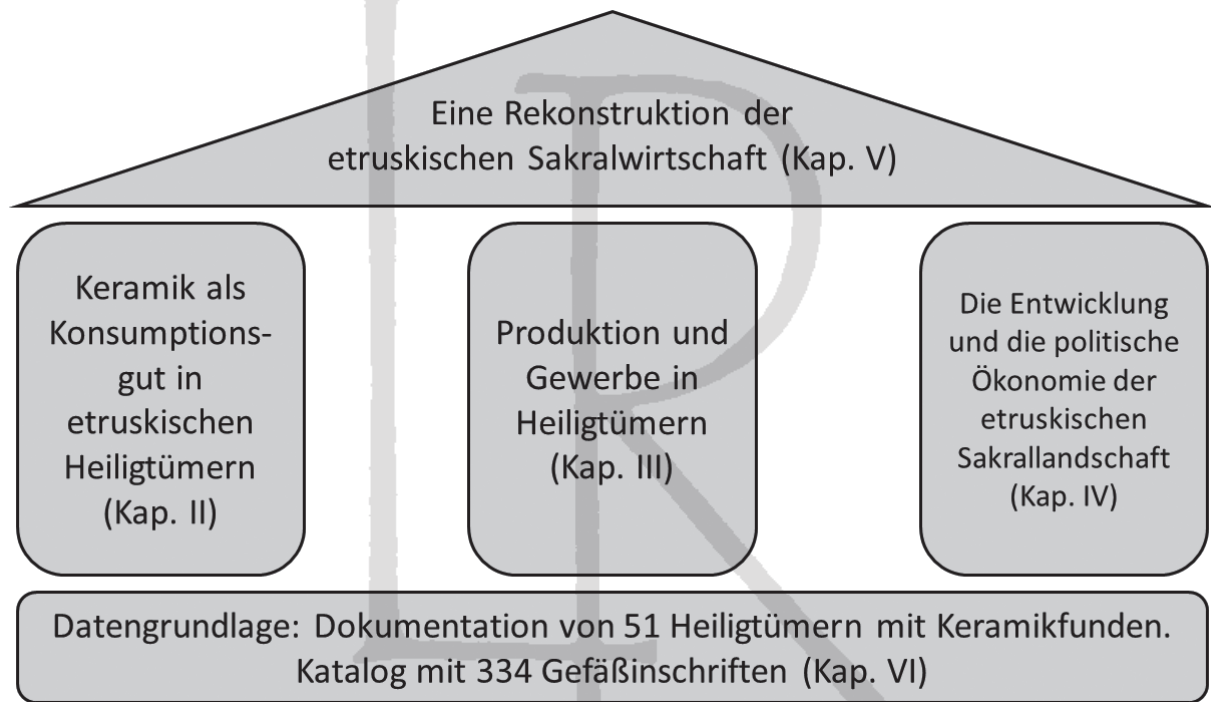 Eine Rekonstruktion der
etruskischen Sakralwirtschaft (Kap. V)
Keramik als
Konsumptions-
gut in
etruskischen
Heiligtümern
(Kap. II)
Produktion und
Gewerbe in
Heiligtümern
(Kap. III)
Die Entwicklung
und die politische
Ökonomie der
etruskischen
Sakrallandschaft
(Kap. IV)
Datengrundlage: Dokumentation von 51 Heiligtümern mit Keramikfunden.
Katalog mit 334 Gefäßinschriften (Kap. VI)
LR